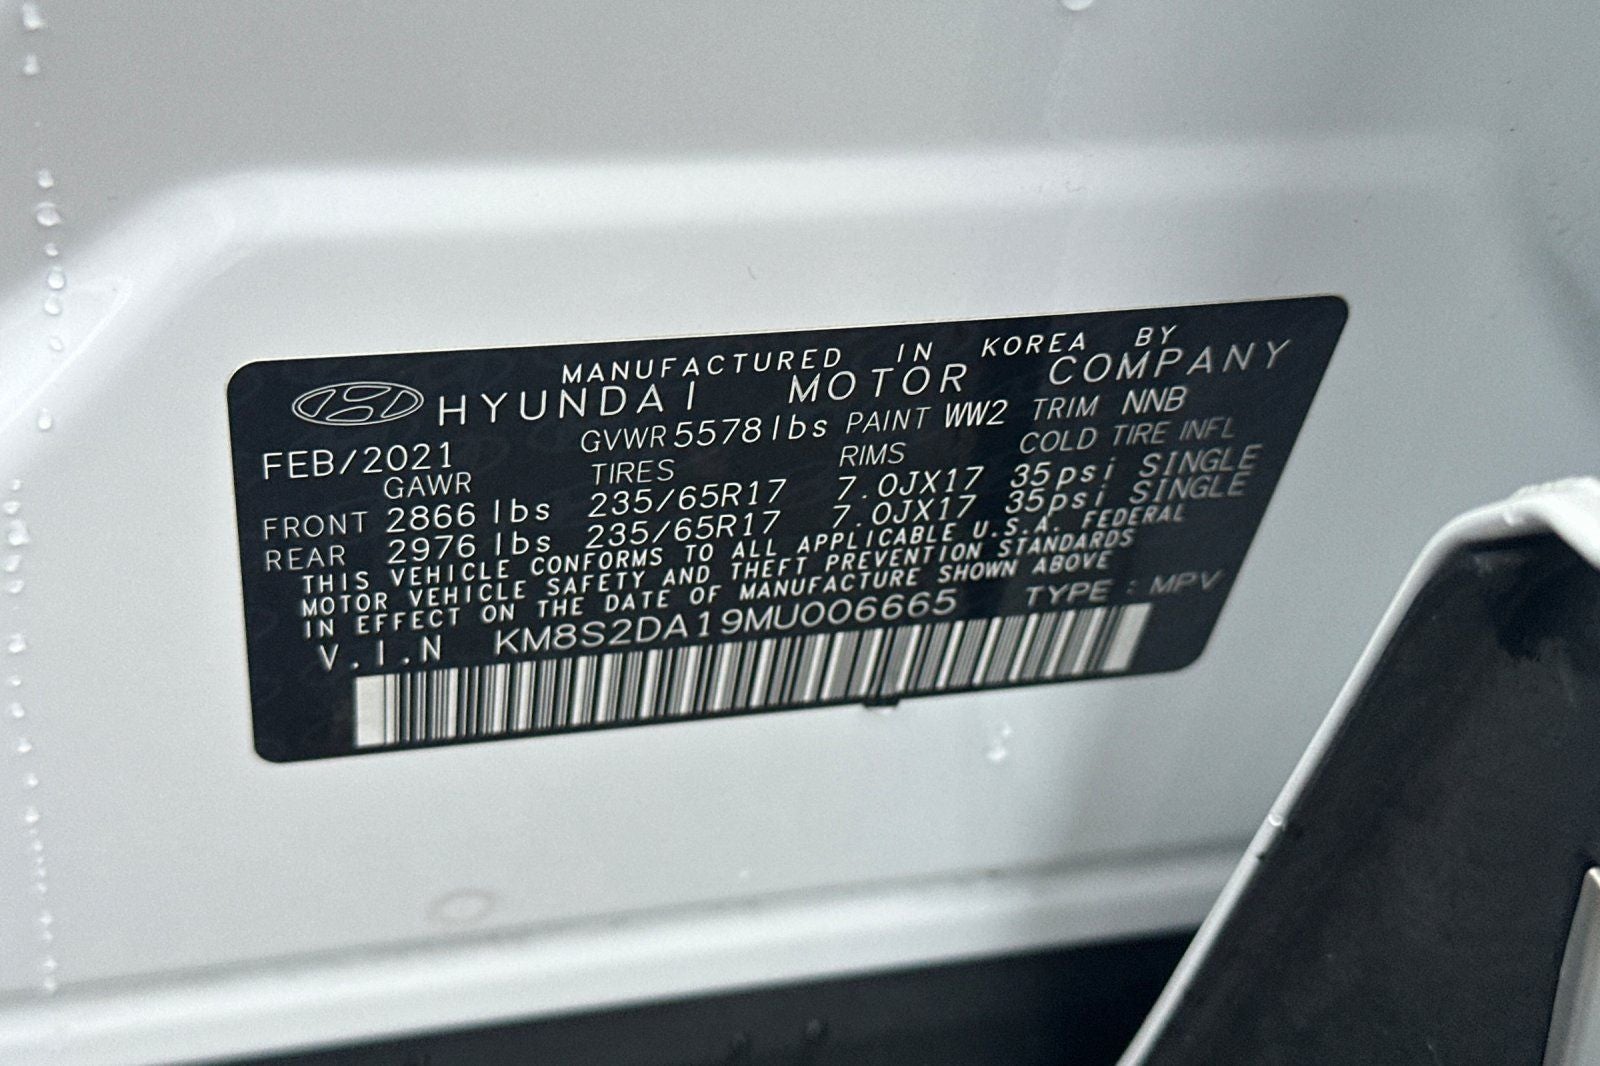 MANUFACTURED IN KOREA BY
HYUNDAI MOTOR COMPANY
FEB/2021 GVWR 5578 lbs PAINT WW2 TRIM NNB
GAWR TIRES RIMS COLD TIRE INFL
FRONT 2866 lbs 235/65R17 7.0JX17 35psi SINGLE
REAR 2976 lbs 235/65R17 7.0JX17 35psi SINGLE
THIS VEHICLE CONFORMS TO ALL APPLICABLE U.S.A. FEDERAL
MOTOR VEHICLE SAFETY AND THEFT PREVENTION STANDARDS
IN EFFECT ON THE DATE OF MANUFACTURE SHOWN ABOVE
V.I.N KM8S2DA19MU006665 TYPE : MPV